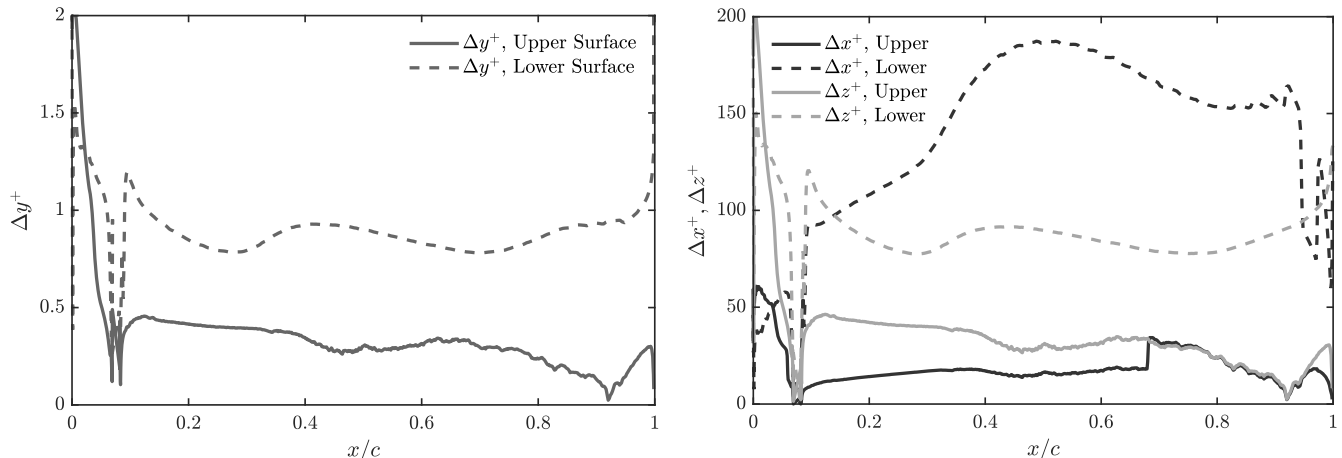 2
1.5
1
0.5
0
Δy⁺
Δy⁺, Upper Surface
Δy⁺, Lower Surface
0 0.2 0.4 0.6 0.8 1
x/c
200
150
100
50
0
Δx⁺, Δz⁺
Δx⁺, Upper
Δx⁺, Lower
Δz⁺, Upper
Δz⁺, Lower
0 0.2 0.4 0.6 0.8 1
x/c